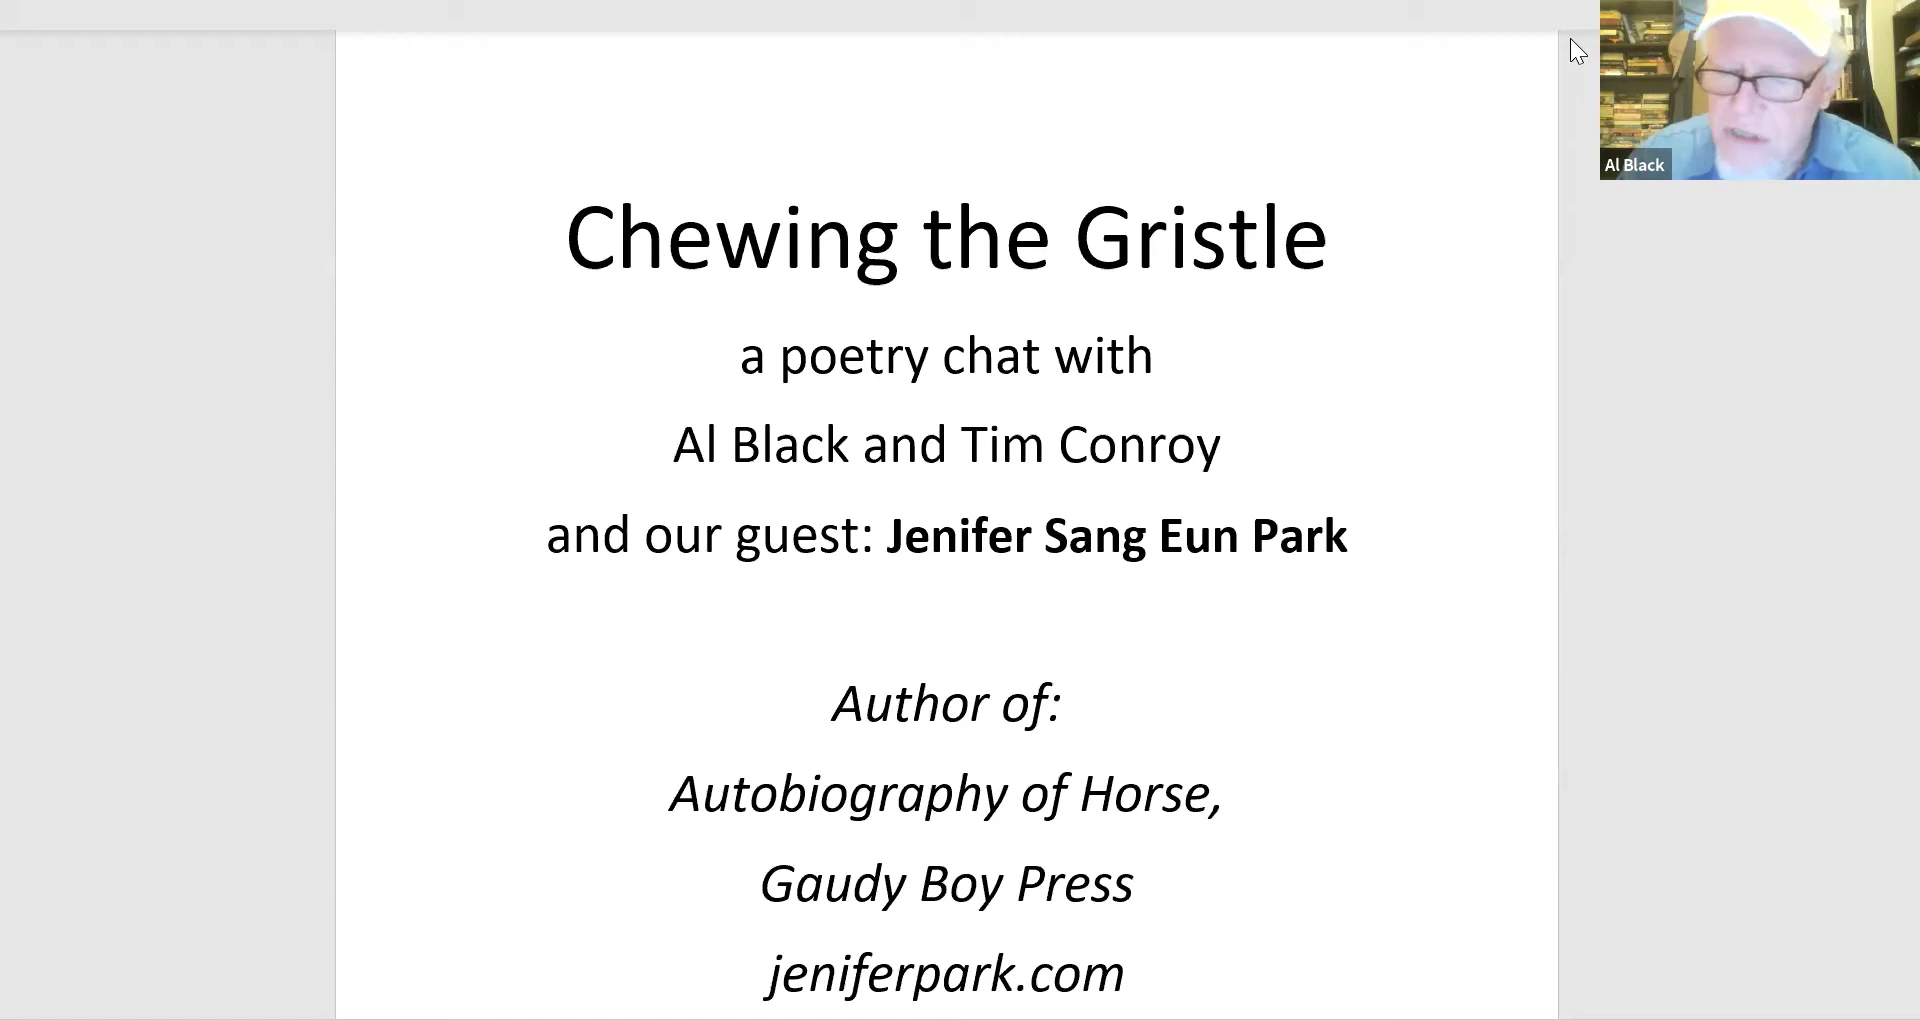 Chewing the Gristle
a poetry chat with
Al Black and Tim Conroy
and our guest: Jenifer Sang Eun Park
Author of:
Autobiography of Horse,
Gaudy Boy Press
jeniferpark.com
Al Black